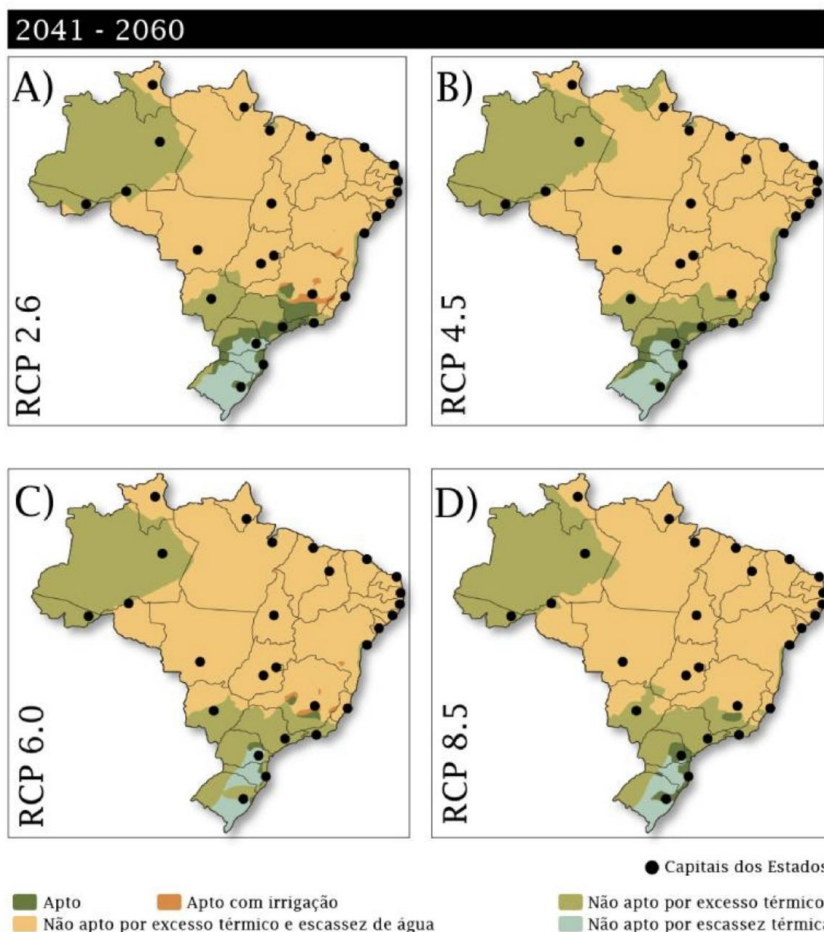 2041 - 2060
A)
B)
RCP 2.6
RCP 4.5
C)
D)
RCP 6.0
RCP 8.5
Capitais dos Estados
Apto
Apto com irrigação
Não apto por excesso térmico
Não apto por excesso térmico e escassez de água
Não apto por escassez térmica